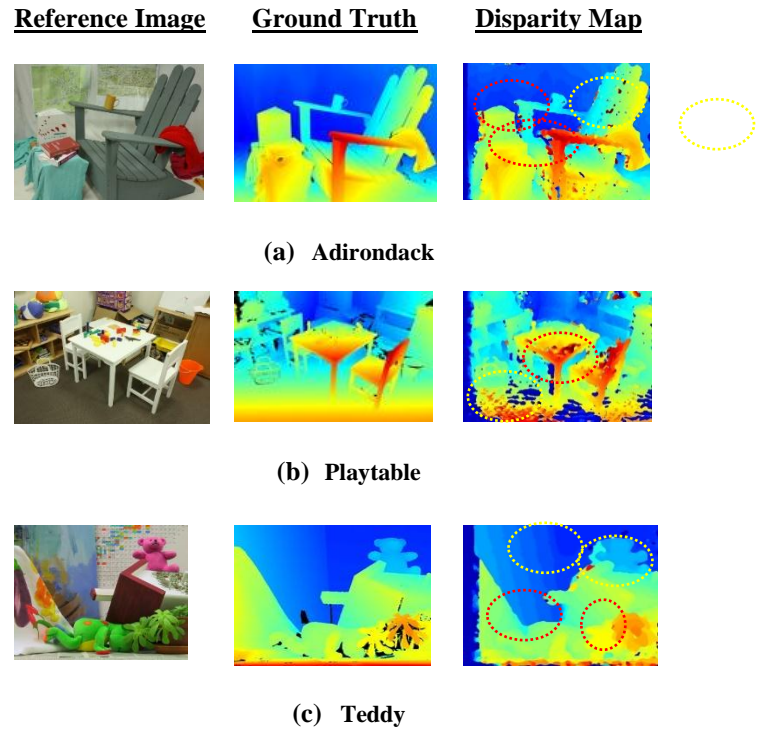 Reference Image Ground Truth Disparity Map
(a) Adirondack
(b) Playtable
(c) Teddy